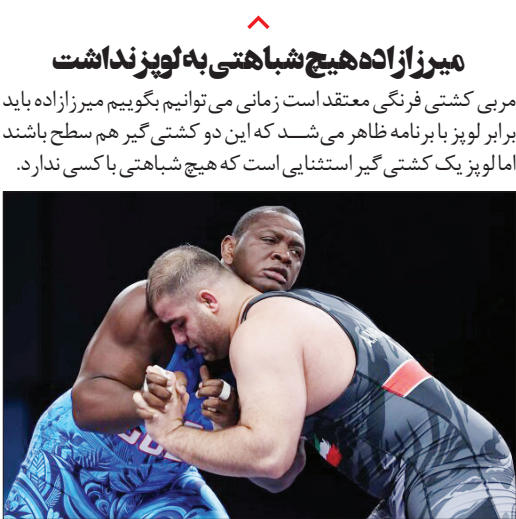 میرزازاده هیچ شباهتی به لوپز نداشت
مربی کشتی فرنگی معتقد است زمانی می‌توانیم بگوییم میرزازاده باید
برابر لوپز با برنامه ظاهر می‌شد که این دو کشتی گیر هم سطح باشند
اما لوپز یک کشتی گیر استثنایی است که هیچ شباهتی با کسی ندارد.